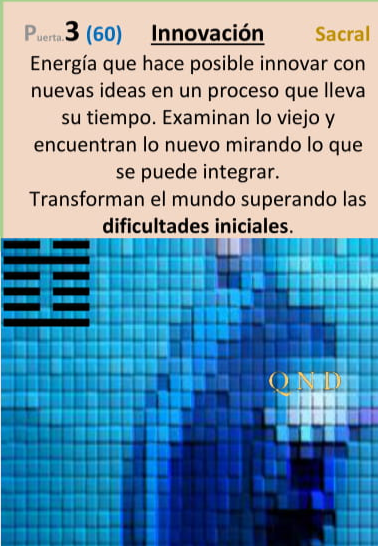 Puerta.3 (60) Innovación Sacral
Energía que hace posible innovar con
nuevas ideas en un proceso que lleva
su tiempo. Examinan lo viejo y
encuentran lo nuevo mirando lo que
se puede integrar.
Transforman el mundo superando las
dificultades iniciales.
QND